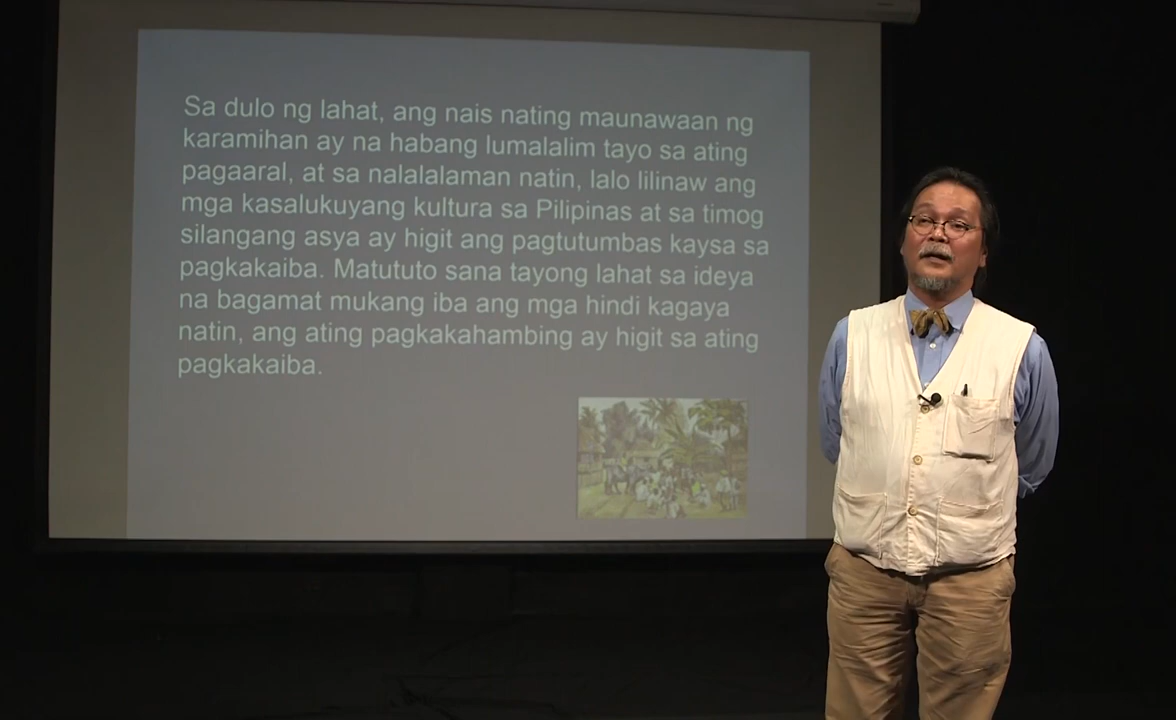 Sa dulo ng lahat, ang nais nating maunawaan ng
karamihan ay na habang lumalalim tayo sa ating
pagaaral, at sa nalalalaman natin, lalo lilinaw ang
mga kasalukuyang kultura sa Pilipinas at sa timog
silangang asya ay higit ang pagtutumbas kaysa sa
pagkakaiba. Matututo sana tayong lahat sa ideya
na bagamat mukang iba ang mga hindi kagaya
natin, ang ating pagkakahambing ay higit sa ating
pagkakaiba.